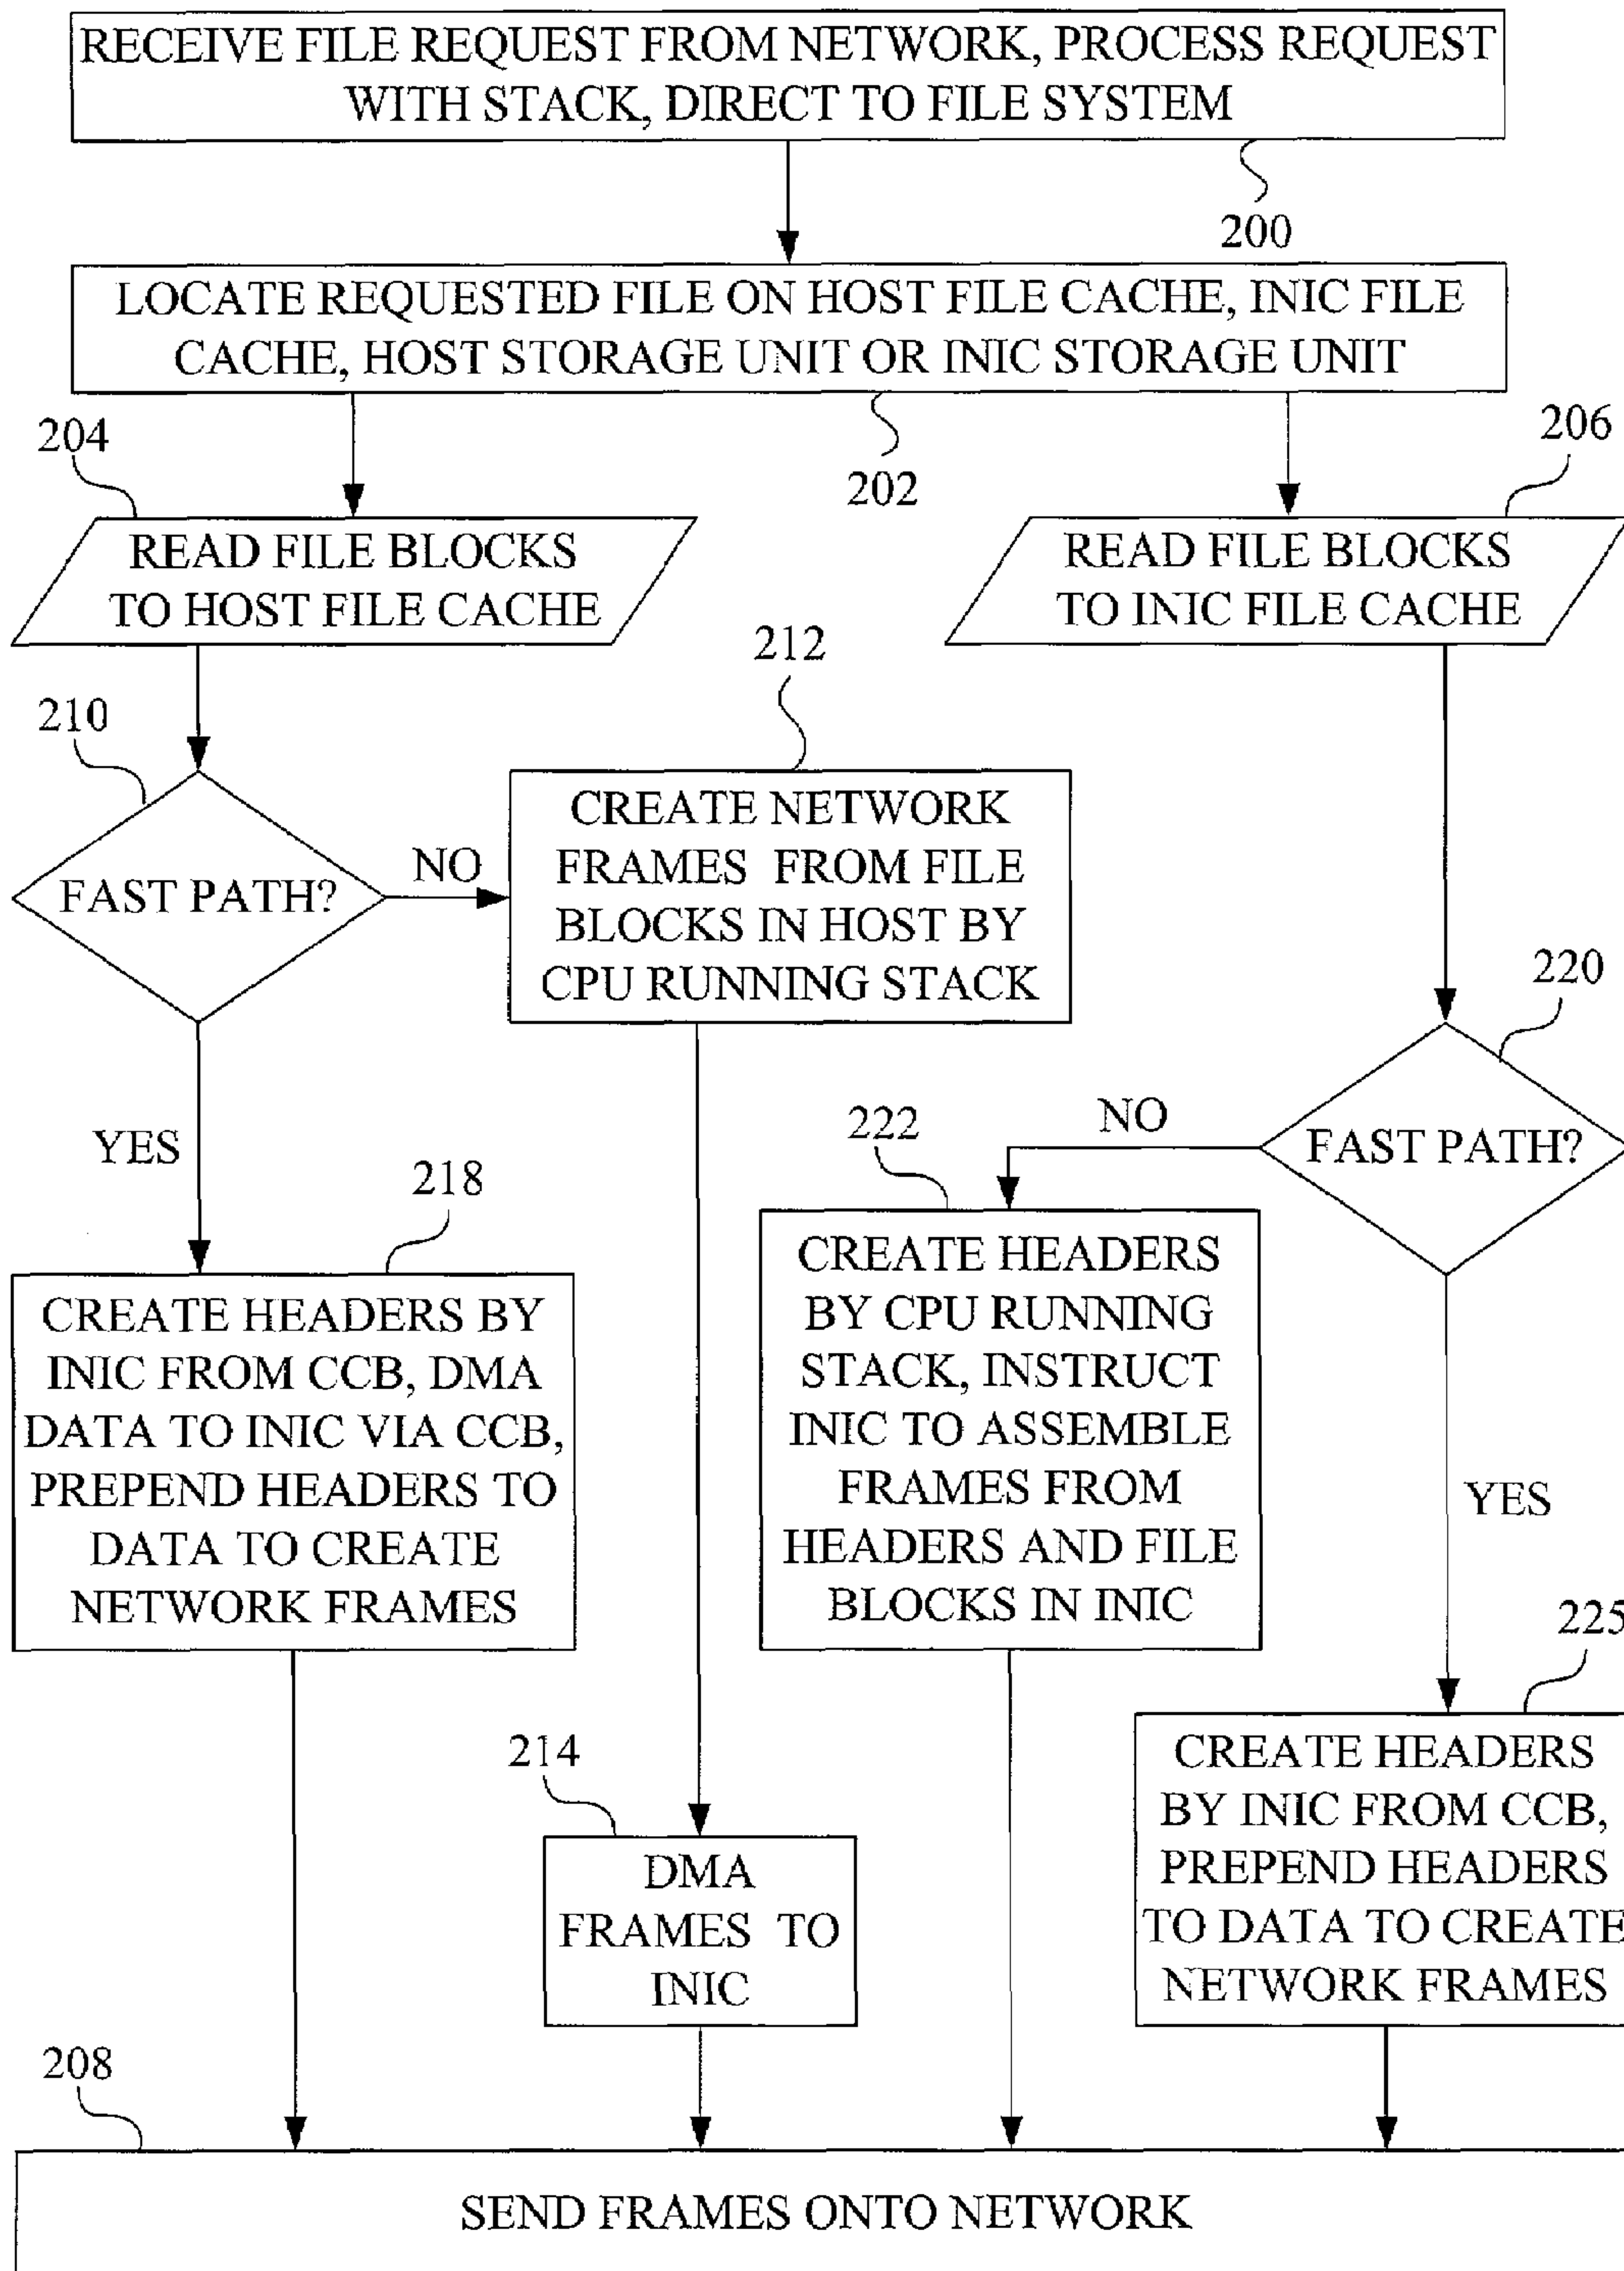 RECEIVE FILE REQUEST FROM NETWORK, PROCESS REQUEST
WITH STACK, DIRECT TO FILE SYSTEM
200
LOCATE REQUESTED FILE ON HOST FILE CACHE, INIC FILE
CACHE, HOST STORAGE UNIT OR INIC STORAGE UNIT
202
204
206
READ FILE BLOCKS
TO HOST FILE CACHE
READ FILE BLOCKS
TO INIC FILE CACHE
210
FAST PATH?
NO
YES
212
CREATE NETWORK
FRAMES FROM FILE
BLOCKS IN HOST BY
CPU RUNNING STACK
220
FAST PATH?
NO
YES
218
CREATE HEADERS BY
INIC FROM CCB, DMA
DATA TO INIC VIA CCB,
PREPEND HEADERS TO
DATA TO CREATE
NETWORK FRAMES
222
CREATE HEADERS
BY CPU RUNNING
STACK, INSTRUCT
INIC TO ASSEMBLE
FRAMES FROM
HEADERS AND FILE
BLOCKS IN INIC
214
DMA
FRAMES TO
INIC
225
CREATE HEADERS
BY INIC FROM CCB,
PREPEND HEADERS
TO DATA TO CREATE
NETWORK FRAMES
208
SEND FRAMES ONTO NETWORK